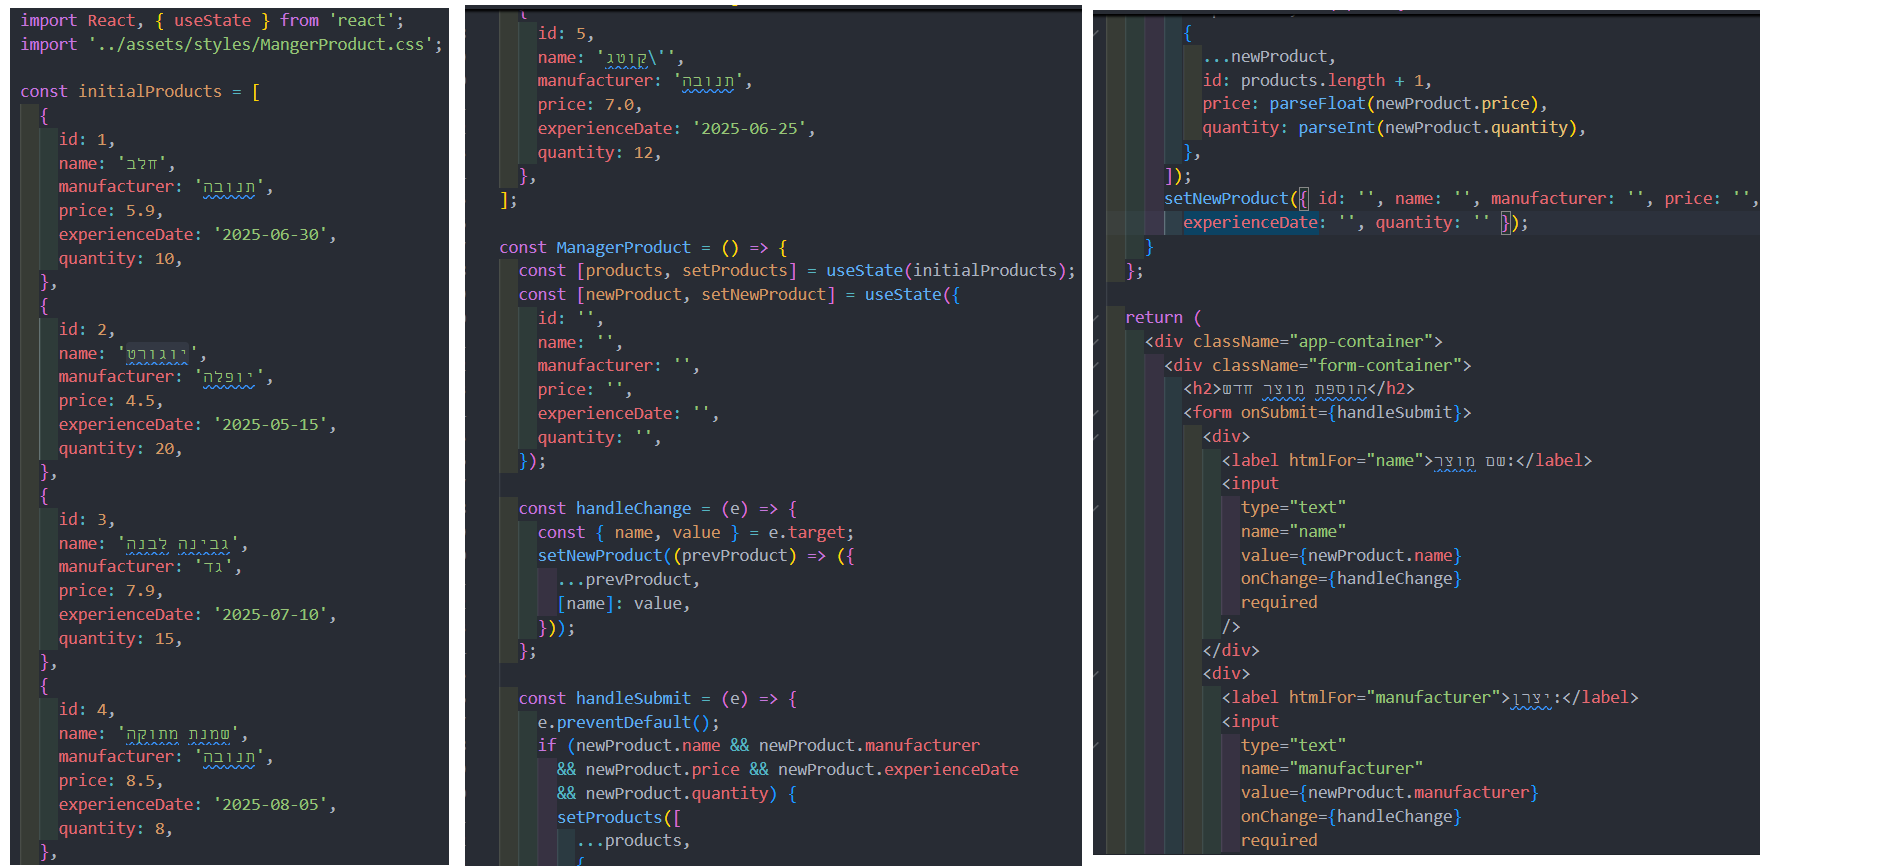 import React, { useState } from 'react';
import '../assets/styles/MangerProduct.css';
const initialProducts = [
{
id: 1,
name: 'חלב',
manufacturer: 'תנובה',
price: 5.9,
experienceDate: '2025-06-30',
quantity: 10,
},
{
id: 2,
name: 'יוגורט',
manufacturer: 'יופלה',
price: 4.5,
experienceDate: '2025-05-15',
quantity: 20,
},
{
id: 3,
name: 'גבינה לבנה',
manufacturer: 'גד',
price: 7.9,
experienceDate: '2025-07-10',
quantity: 15,
},
{
id: 4,
name: 'שמנת מתוקה',
manufacturer: 'תנובה',
price: 8.5,
experienceDate: '2025-08-05',
quantity: 8,
},
{
id: 5,
name: 'קוטג\'',
manufacturer: 'תנובה',
price: 7.0,
experienceDate: '2025-06-25',
quantity: 12,
},
];
const ManagerProduct = () => {
const [products, setProducts] = useState(initialProducts);
const [newProduct, setNewProduct] = useState({
id: '',
name: '',
manufacturer: '',
price: '',
experienceDate: '',
quantity: '',
});
const handleChange = (e) => {
const { name, value } = e.target;
setNewProduct((prevProduct) => ({
...prevProduct,
[name]: value,
}));
};
const handleSubmit = (e) => {
e.preventDefault();
if (newProduct.name && newProduct.manufacturer
&& newProduct.price && newProduct.experienceDate
&& newProduct.quantity) {
setProducts([
...products,
{
{
...newProduct,
id: products.length + 1,
price: parseFloat(newProduct.price),
quantity: parseInt(newProduct.quantity),
},
]);
setNewProduct({ id: '', name: '', manufacturer: '', price: '',
experienceDate: '', quantity: '' });
}
};
return (
<div className="app-container">
<div className="form-container">
<h2>הוספת מוצר חדש</h2>
<form onSubmit={handleSubmit}>
<div>
<label htmlFor="name">שם מוצר:</label>
<input
type="text"
name="name"
value={newProduct.name}
onChange={handleChange}
required
/>
</div>
<div>
<label htmlFor="manufacturer">יצרן:</label>
<input
type="text"
name="manufacturer"
value={newProduct.manufacturer}
onChange={handleChange}
required